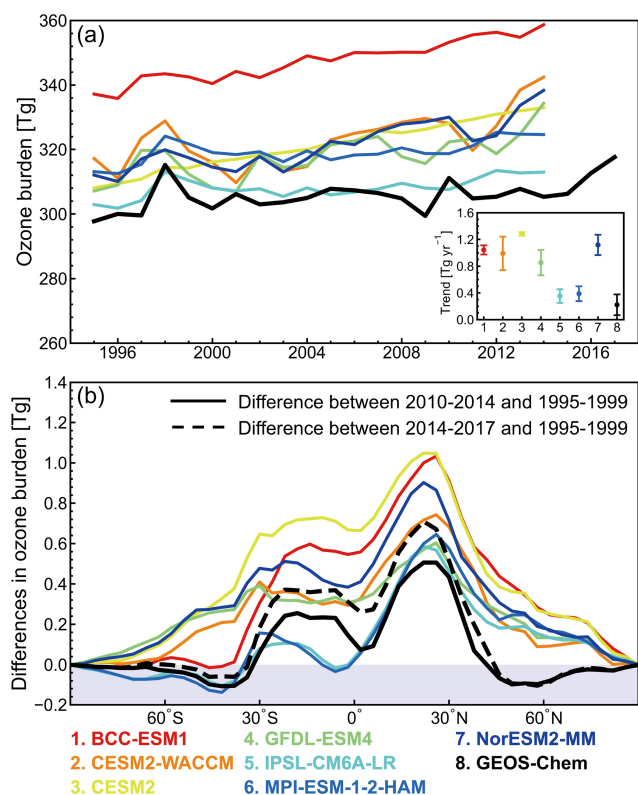 (a)
Ozone burden [Tg]
360
340
320
300
280
260
1996 2000 2004 2008 2012 2016
Trend [Tg yr⁻¹]
1.6
1.2
0.8
0.4
0.0
1 2 3 4 5 6 7 8
(b)
Differences in ozone burden [Tg]
1.4
1.2
1.0
0.8
0.6
0.4
0.2
0.0
−0.2
Difference between 2010-2014 and 1995-1999
Difference between 2014-2017 and 1995-1999
60°S 30°S 0° 30°N 60°N
1. BCC-ESM1 4. GFDL-ESM4 7. NorESM2-MM
2. CESM2-WACCM 5. IPSL-CM6A-LR 8. GEOS-Chem
3. CESM2 6. MPI-ESM-1-2-HAM